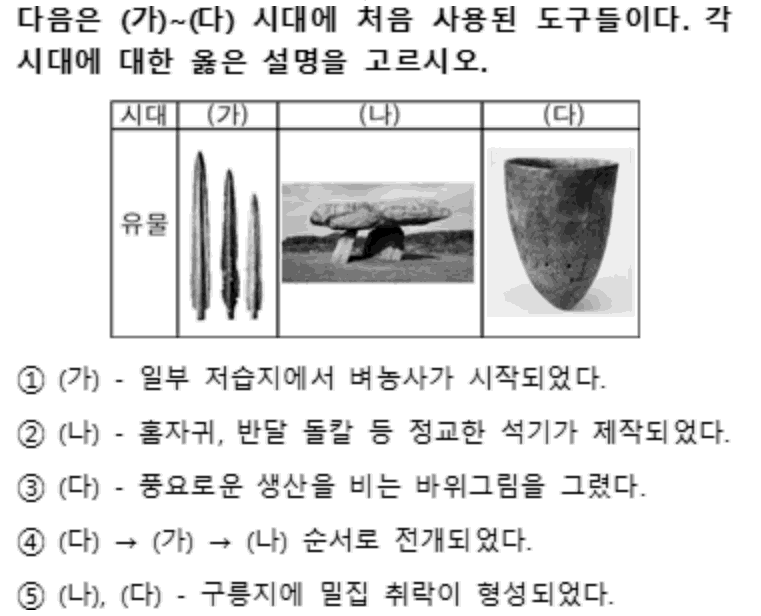 다음은 (가)~(다) 시대에 처음 사용된 도구들이다. 각
시대에 대한 옳은 설명을 고르시오.
시대 (가) (나) (다)
유물
① (가) - 일부 저습지에서 벼농사가 시작되었다.
② (나) - 홈자귀, 반달 돌칼 등 정교한 석기가 제작되었다.
③ (다) - 풍요로운 생산을 비는 바위그림을 그렸다.
④ (다) → (가) → (나) 순서로 전개되었다.
⑤ (나), (다) - 구릉지에 밀집 취락이 형성되었다.